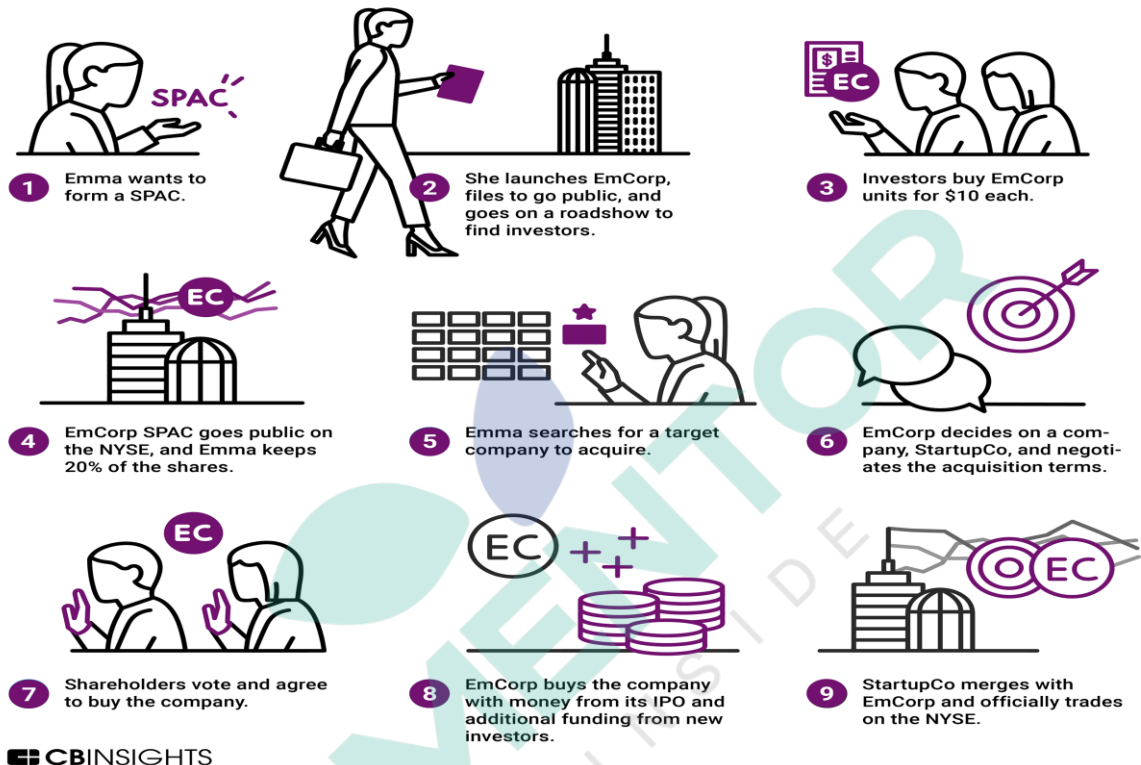 SPAC
1
Emma wants to
form a SPAC.
2
She launches EmCorp,
files to go public, and
goes on a roadshow to
find investors.
$
EC
3
Investors buy EmCorp
units for $10 each.
EC
4
EmCorp SPAC goes public on
the NYSE, and Emma keeps
20% of the shares.
5
Emma searches for a target
company to acquire.
6
EmCorp decides on a com-
pany, StartupCo, and negoti-
ates the acquisition terms.
EC
7
Shareholders vote and agree
to buy the company.
EC
8
EmCorp buys the company
with money from its IPO and
additional funding from new
investors.
EC
9
StartupCo merges with
EmCorp and officially trades
on the NYSE.
CBINSIGHTS
MENTOR
INSIDE